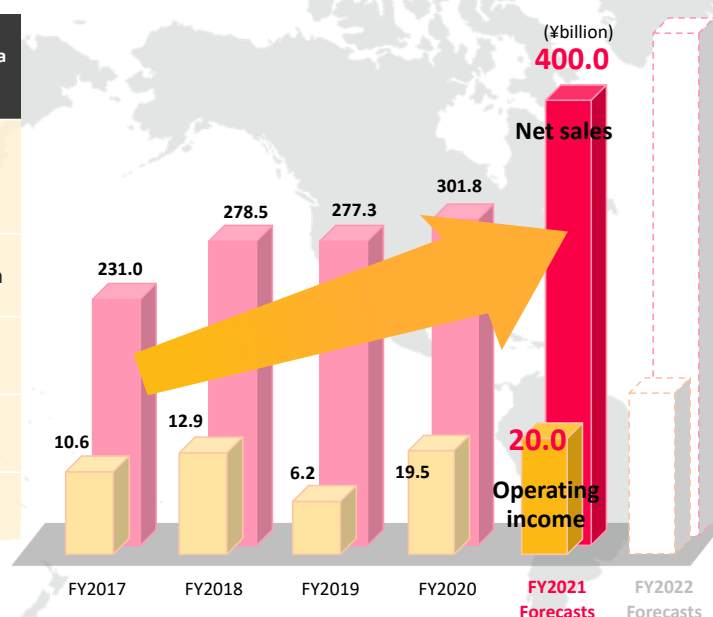 a
(¥billion)
400.0
Net sales
301.8
278.5
277.3
231.0
20.0
12.9
10.6
19.5
6.2
Operating
income
FY2017
FY2018
FY2019
FY2020
FY2021
Forecasts
FY2022
Forecasts